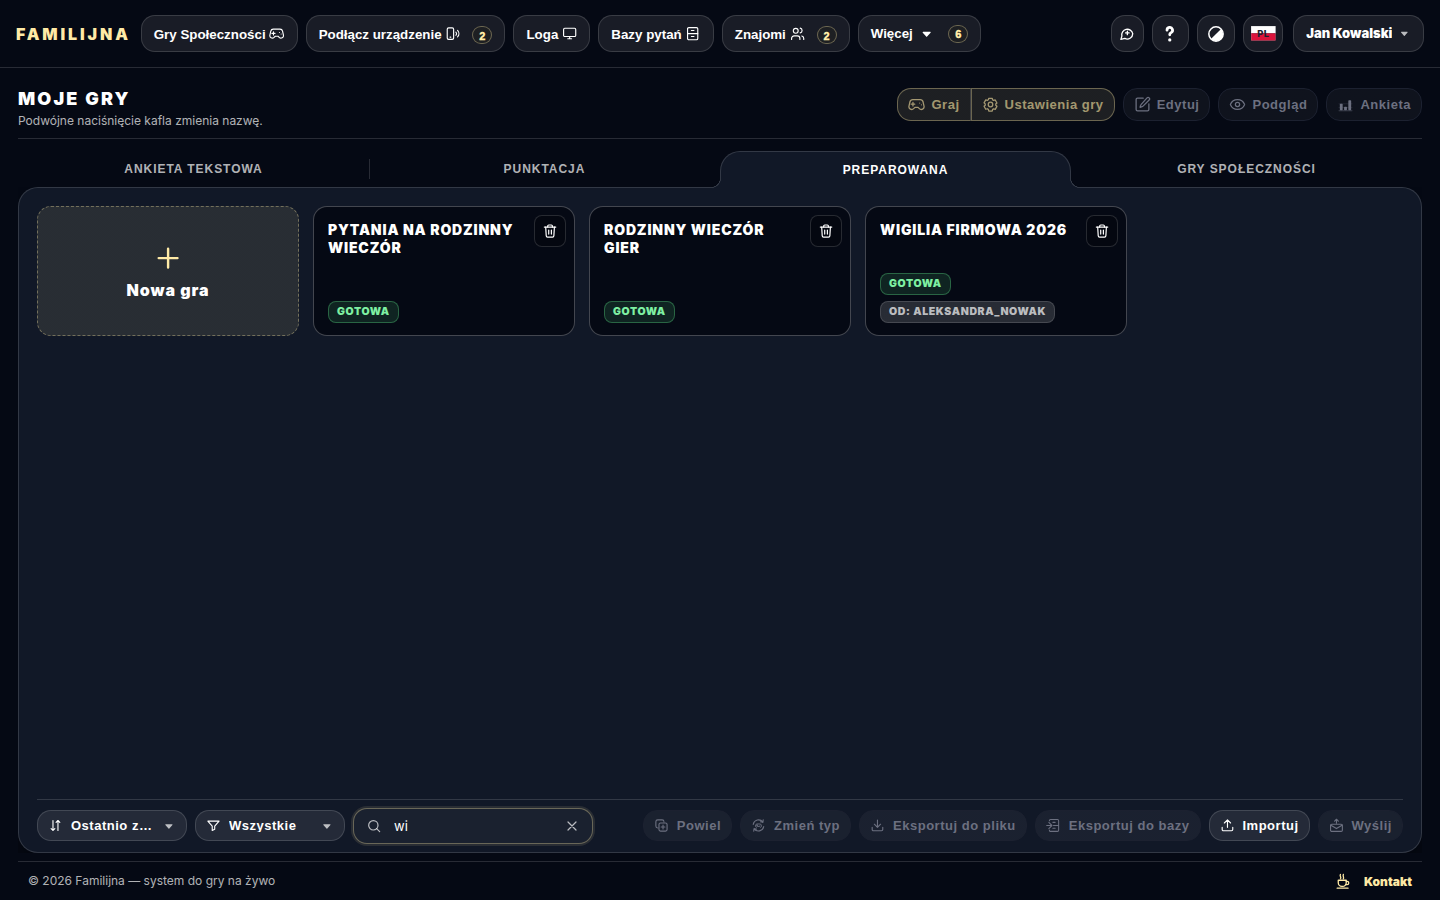 FAMILIJNA
Gry Społeczności
Podłącz urządzenie 2
Loga
Bazy pytań
Znajomi 2
Więcej 6
?
PL
Jan Kowalski
MOJE GRY
Podwójne naciśnięcie kafla zmienia nazwę.
Graj
Ustawienia gry
Edytuj
Podgląd
Ankieta
ANKIETA TEKSTOWA
PUNKTACJA
PREPAROWANA
GRY SPOŁECZNOŚCI
Nowa gra
PYTANIA NA RODZINNY
WIECZÓR
GOTOWA
RODZINNY WIECZÓR
GIER
GOTOWA
WIGILIA FIRMOWA 2026
GOTOWA
OD: ALEKSANDRA_NOWAK
Ostatnio z...
Wszystkie
wi
Powiel
Zmień typ
Eksportuj do pliku
Eksportuj do bazy
Importuj
Wyślij
© 2026 Familijna — system do gry na żywo
Kontakt